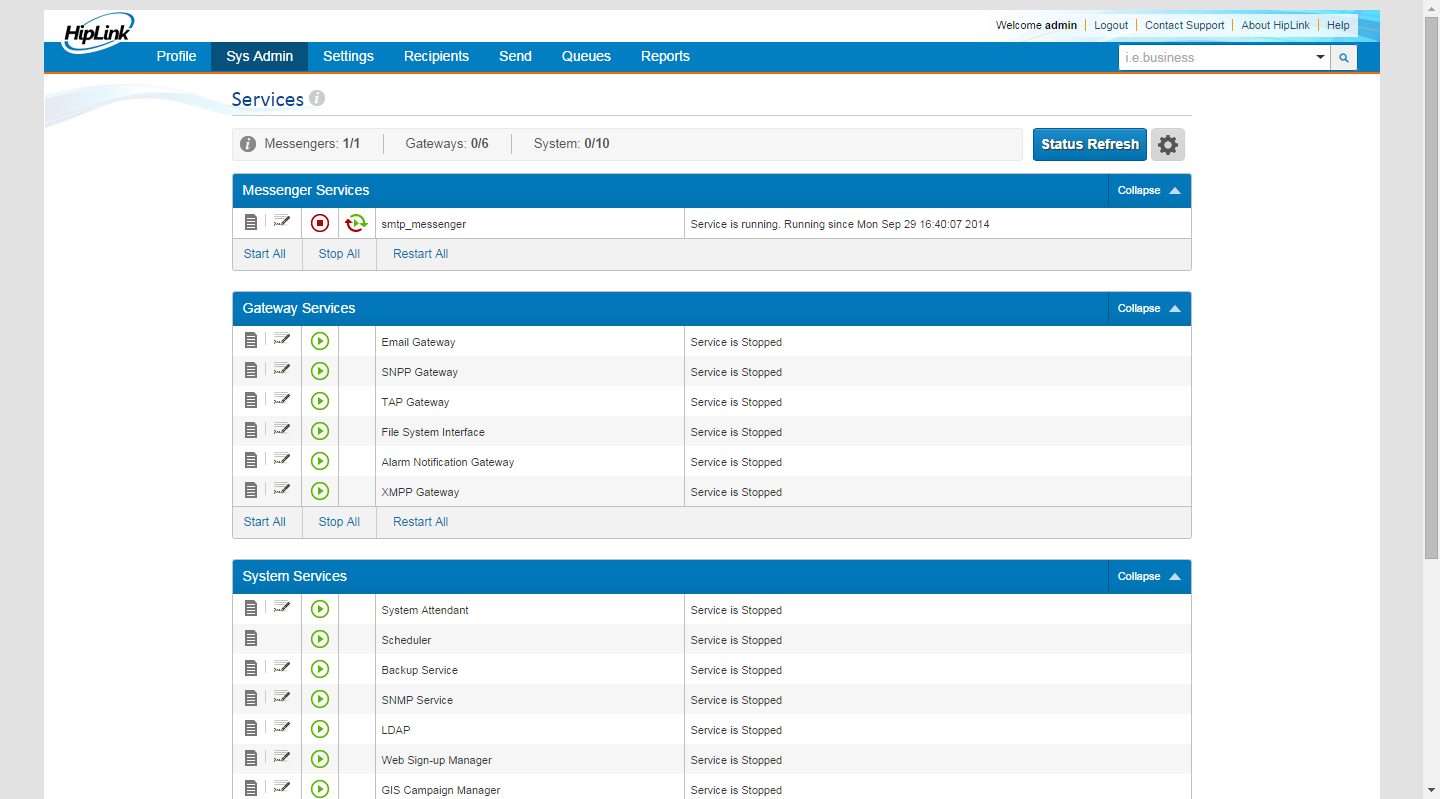 HipLink
Welcome admin Logout Contact Support About HipLink Help
Profile Sys Admin Settings Recipients Send Queues Reports i.e.business
Services
Messengers: 1/1 Gateways: 0/6 System: 0/10 Status Refresh
Messenger Services Collapse
smtp_messenger Service is running. Running since Mon Sep 29 16:40:07 2014
Start All Stop All Restart All
Gateway Services Collapse
Email Gateway Service is Stopped
SNPP Gateway Service is Stopped
TAP Gateway Service is Stopped
File System Interface Service is Stopped
Alarm Notification Gateway Service is Stopped
XMPP Gateway Service is Stopped
Start All Stop All Restart All
System Services Collapse
System Attendant Service is Stopped
Scheduler Service is Stopped
Backup Service Service is Stopped
SNMP Service Service is Stopped
LDAP Service is Stopped
Web Sign-up Manager Service is Stopped
GIS Campaign Manager Service is Stopped